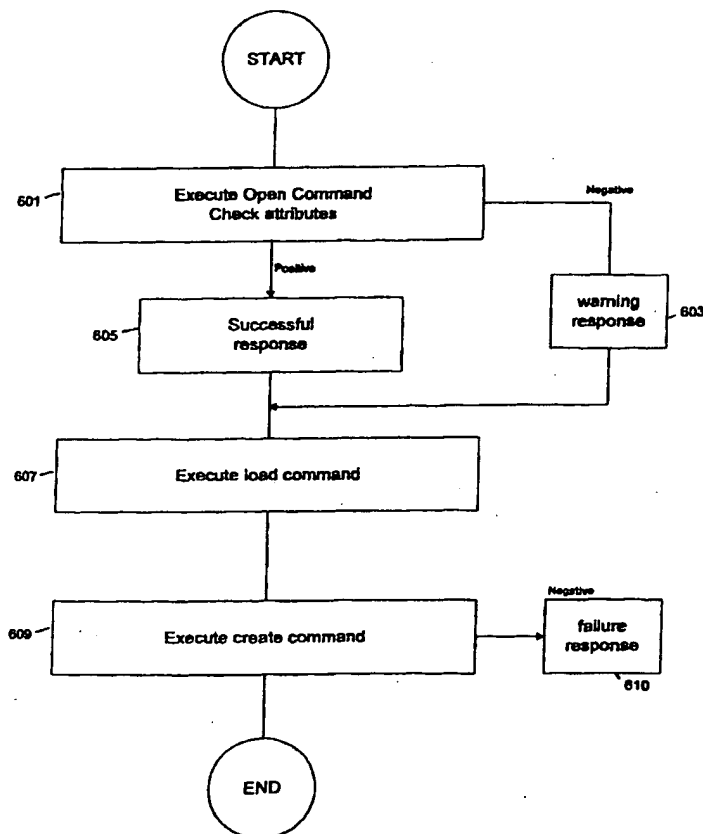 START
601
Execute Open Command
Check attributes
Negative
Positive
605
Successful
response
warning
response
603
607
Execute load command
609
Execute create command
Negative
failure
response
610
END